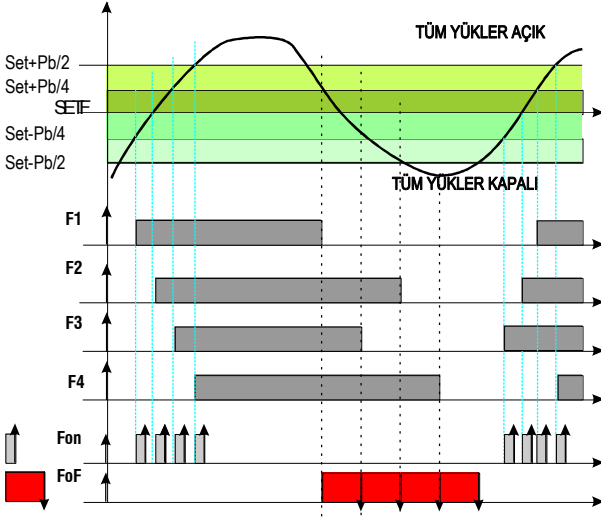 TÜM YÜKLER AÇIK
Set+Pb/2
Set+Pb/4
SETF
Set-Pb/4
Set-Pb/2
TÜM YÜKLER KAPALI
F1
F2
F3
F4
Fon
FoF